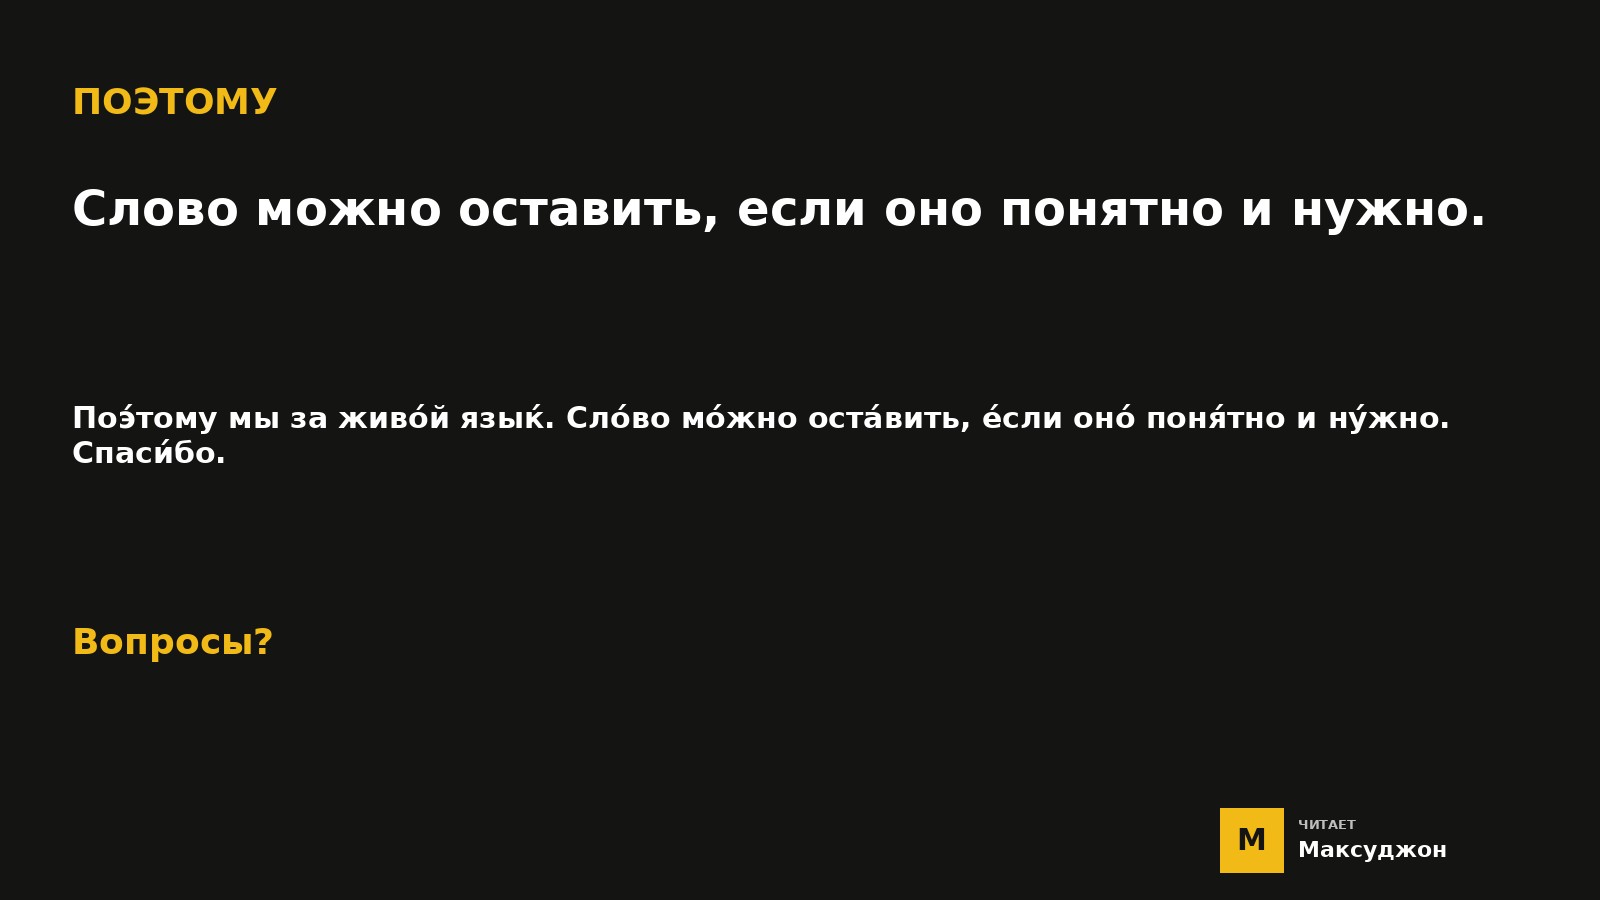 ПОЭТОМУ
Слово можно оставить, если оно понятно и нужно.
Поэ́тому мы за живо́й языќ. Сло́во мо́жно оста́вить, е́сли оно́ поня́тно и ну́жно.
Спаси́бо.
Вопросы?
М
ЧИТАЕТ
Максуджон